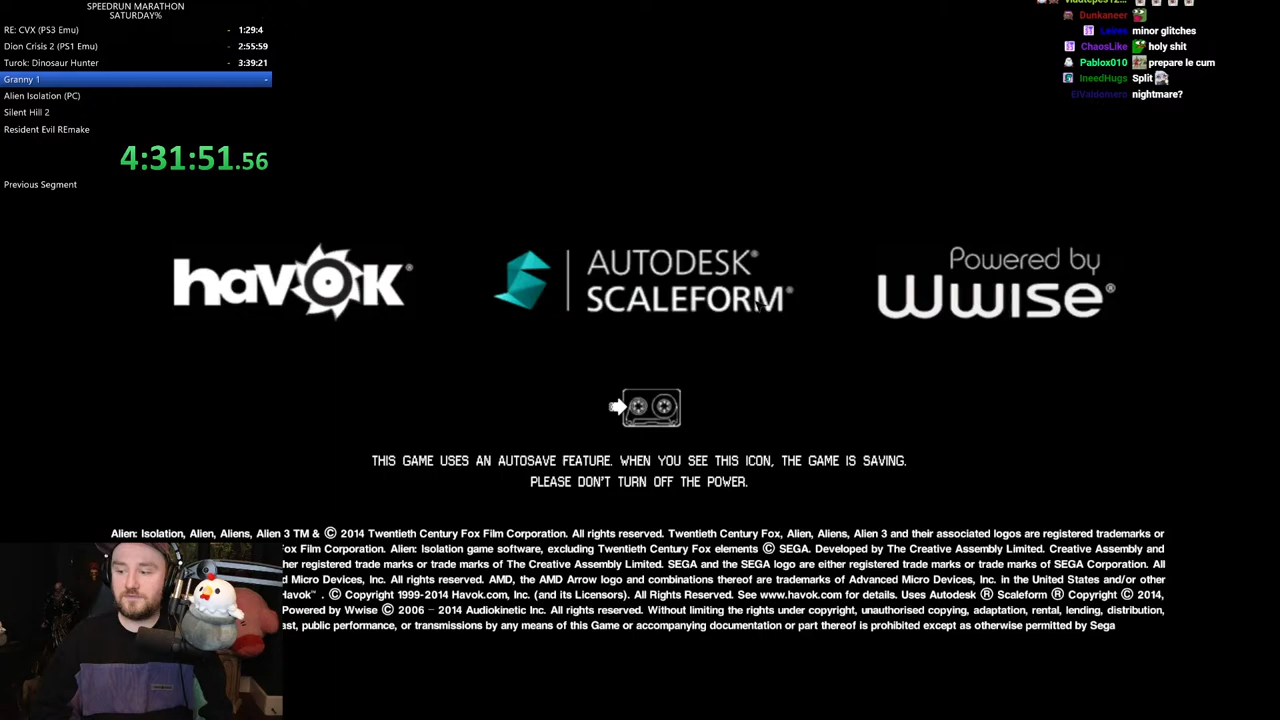 SPEEDRUN MARATHON
SATURDAY%
RE: CVX (PS3 Emu) - 1:29:4
Dion Crisis 2 (PS1 Emu) - 2:55:59
Turok: Dinosaur Hunter - 3:39:21
Granny 1 -
Alien Isolation (PC)
Silent Hill 2
Resident Evil REmake
4:31:51.56
Previous Segment
Dunkaneer
Leires minor glitches
ChaosLike holy shit
Pablox010 prepare le cum
IneedHugs Split
ElValdomero nightmare?
havok®
AUTODESK®
SCALEFORM®
Powered by
Wwise®
THIS GAME USES AN AUTOSAVE FEATURE. WHEN YOU SEE THIS ICON, THE GAME IS SAVING.
PLEASE DON'T TURN OFF THE POWER.
Alien: Isolation, Alien, Aliens, Alien 3 TM & © 2014 Twentieth Century Fox Film Corporation. All rights reserved. Twentieth Century Fox, Alien, Aliens, Alien 3 and their associated logos are registered trademarks or
ox Film Corporation. Alien: Isolation game software, excluding Twentieth Century Fox elements © SEGA. Developed by The Creative Assembly Limited. Creative Assembly and
her registered trade marks or trade marks of The Creative Assembly Limited. SEGA and the SEGA logo are either registered trade marks or trade marks of SEGA Corporation. All
d Micro Devices, Inc. All rights reserved. AMD, the AMD Arrow logo and combinations thereof are trademarks of Advanced Micro Devices, Inc. in the United States and/or other
Havok™. © Copyright 1999-2014 Havok.com, Inc. (and its Licensors). All Rights Reserved. See www.havok.com for details. Uses Autodesk ® Scaleform ® Copyright © 2014,
Powered by Wwise © 2006 – 2014 Audiokinetic Inc. All rights reserved. Without limiting the rights under copyright, unauthorised copying, adaptation, rental, lending, distribution,
ast, public performance, or transmissions by any means of this Game or accompanying documentation or part thereof is prohibited except as otherwise permitted by Sega